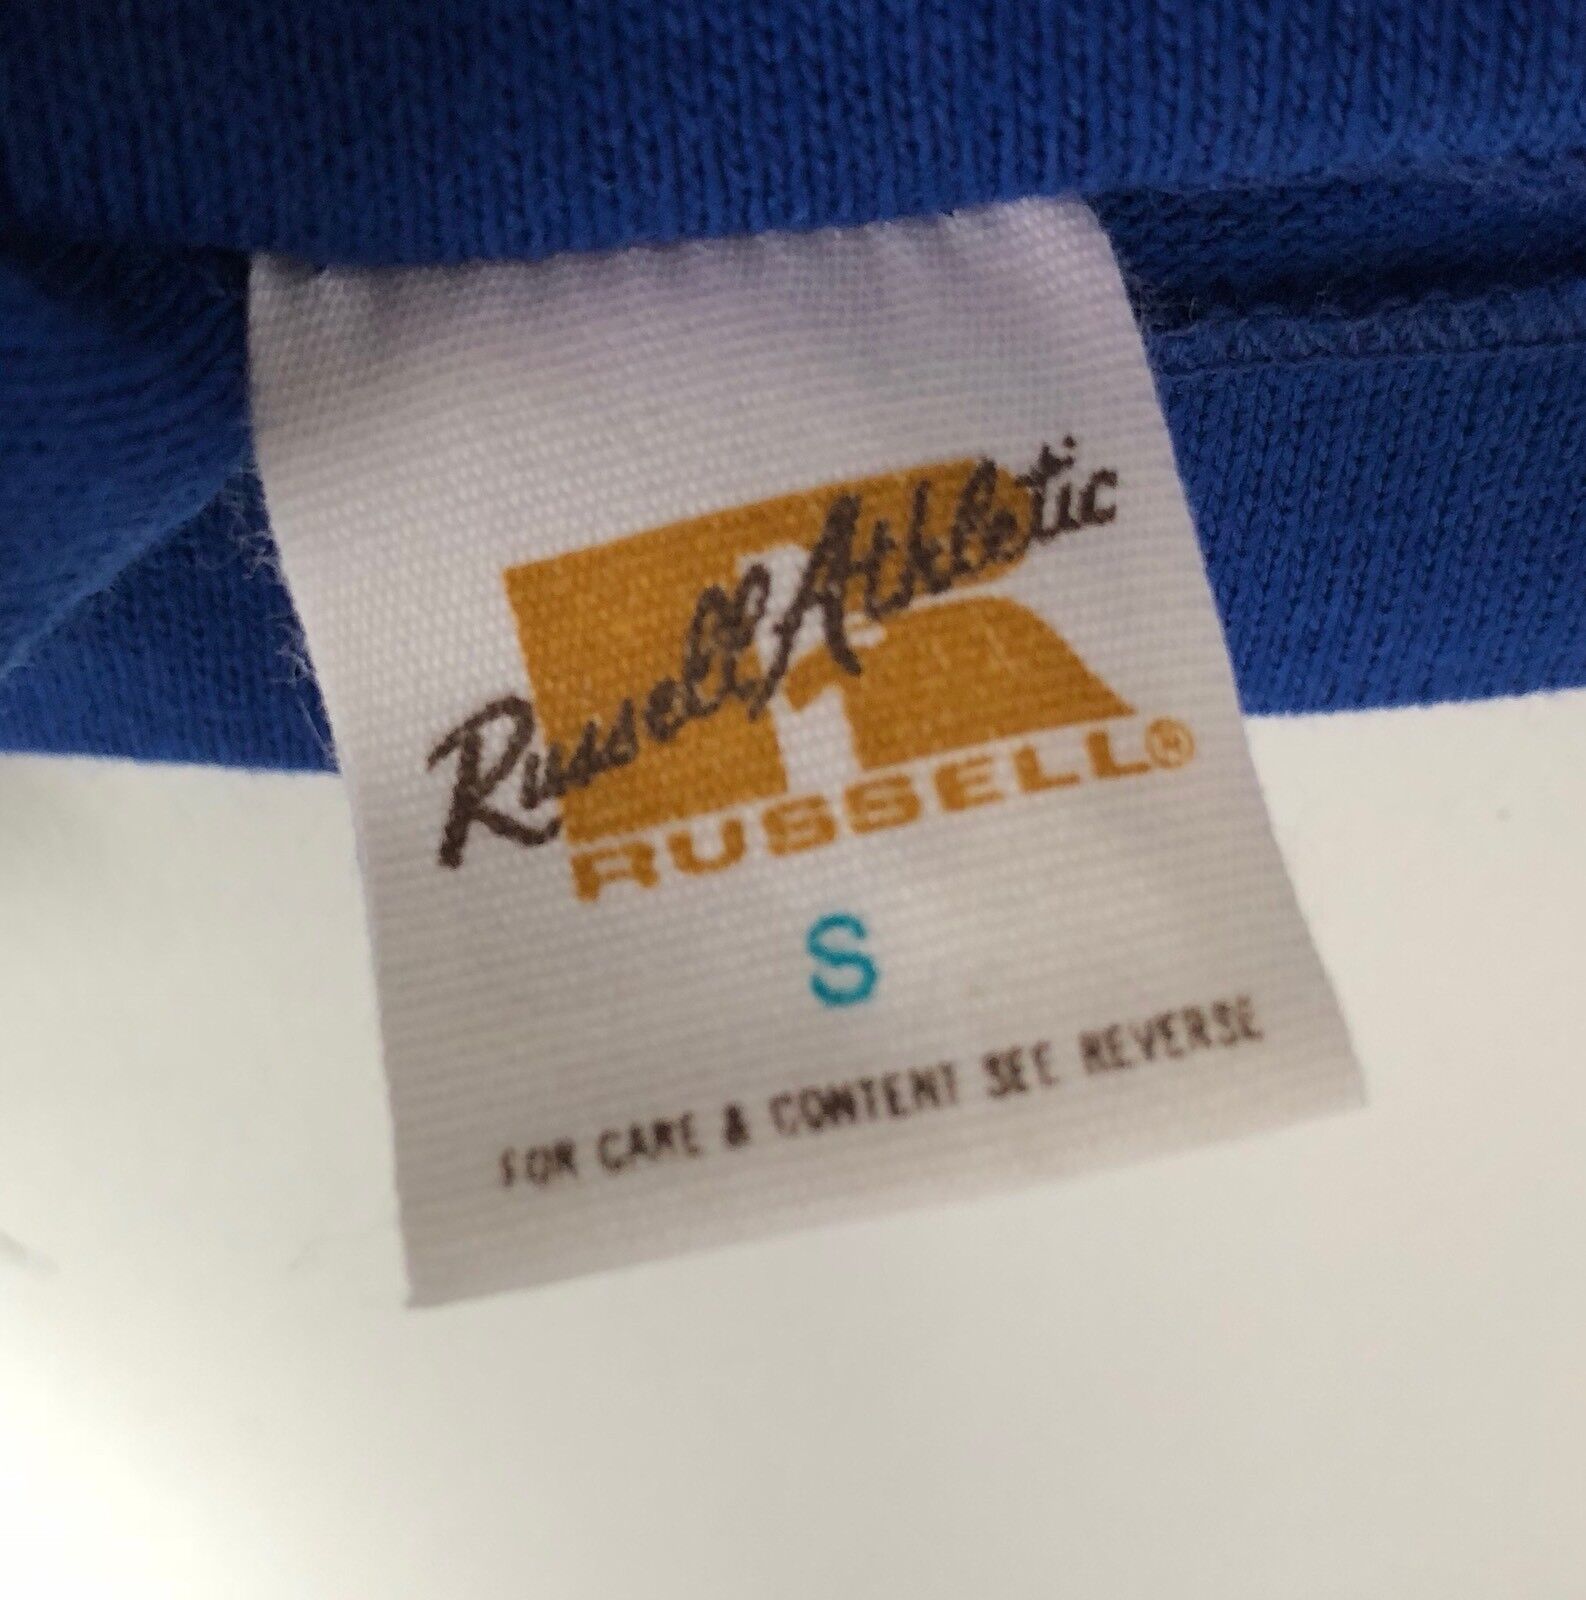 Russell Athletic
R
RUSSELL®
S
FOR CARE & CONTENT SEE REVERSE